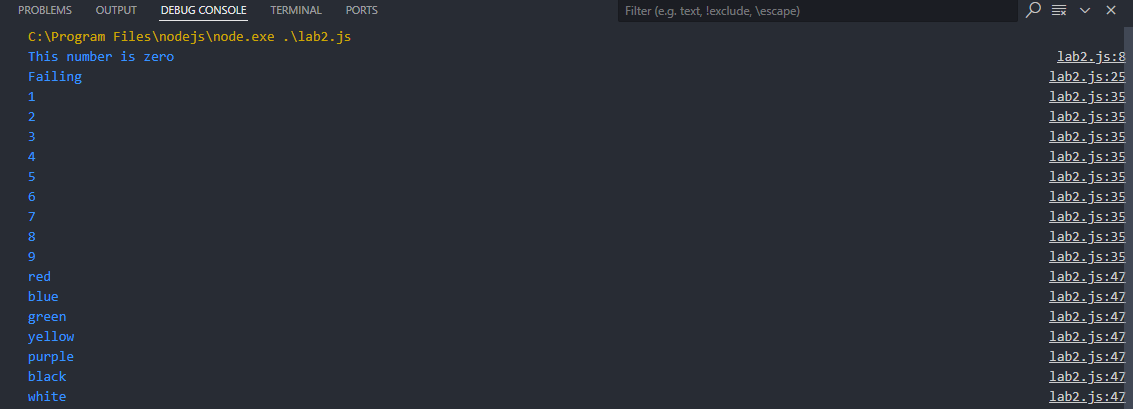 PROBLEMS OUTPUT DEBUG CONSOLE TERMINAL PORTS Filter (e.g. text, !exclude, \escape)
C:\Program Files\nodejs\node.exe .\lab2.js
This number is zero lab2.js:8
Failing lab2.js:25
1 lab2.js:35
2 lab2.js:35
3 lab2.js:35
4 lab2.js:35
5 lab2.js:35
6 lab2.js:35
7 lab2.js:35
8 lab2.js:35
9 lab2.js:35
red lab2.js:47
blue lab2.js:47
green lab2.js:47
yellow lab2.js:47
purple lab2.js:47
black lab2.js:47
white lab2.js:47